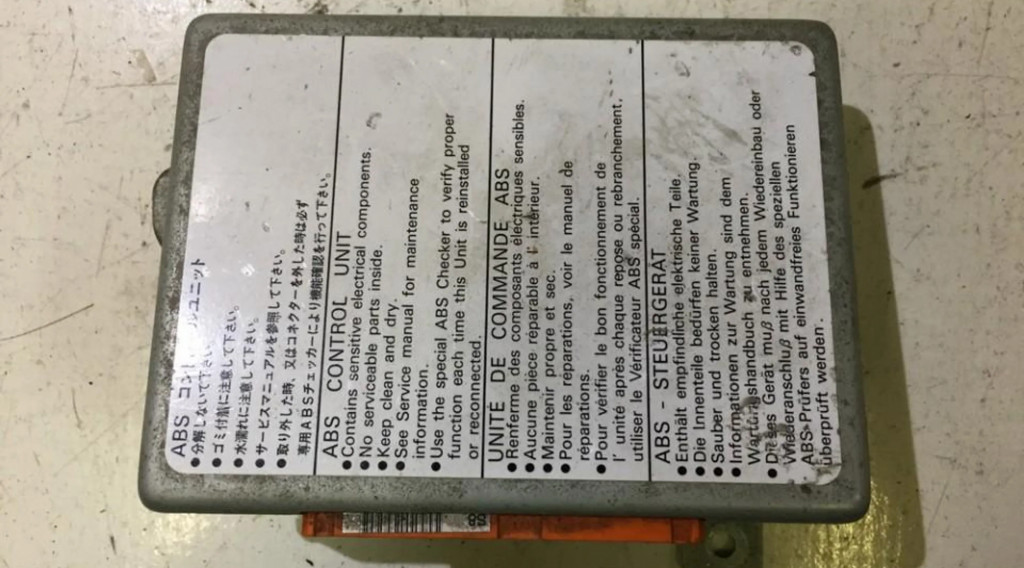 ABS コントロールユニット
●分解しないで下さい。
●ゴミ付着に注意して下さい。
●水濡れに注意して下さい。
●サービスマニュアルを参照して下さい。
●取り外した時、又はコネクターを外した時は必ず
専用ABSチェッカーにより機能確認を行って下さい。
ABS CONTROL UNIT
●Contains sensitive electrical components.
●No serviceable parts inside.
●Keep clean and dry.
●See Service manual for maintenance
information.
●Use the special ABS Checker to verify proper
function each time this Unit is reinstalled
or reconnected.
UNITÉ DE COMMANDE ABS
●Renferme des composants électriques sensibles.
●Aucune pièce réparable à l' intérieur.
●Maintenir propre et sec.
●Pour les reparations, voir le manuel de
réparations.
●Pour vérifier le bon fonctionnement de
l' unité après chaque repose ou rebranchement,
utiliser le Vérificateur ABS spécial.
ABS - STEUERGERÄT
●Enthält empfindliche elektrische Teile.
●Die Innenteile bedürfen keiner Wartung.
●Sauber und trocken halten.
●Informationen zur Wartung sind dem
Wartungshandbuch zu entnehmen.
●Dieses Gerät muß nach jedem Wiedereinbau oder
Wiederanschluß mit Hilfe des speziellen
ABS-Prüfers auf einwandfreies Funktionieren
überprüft werden.